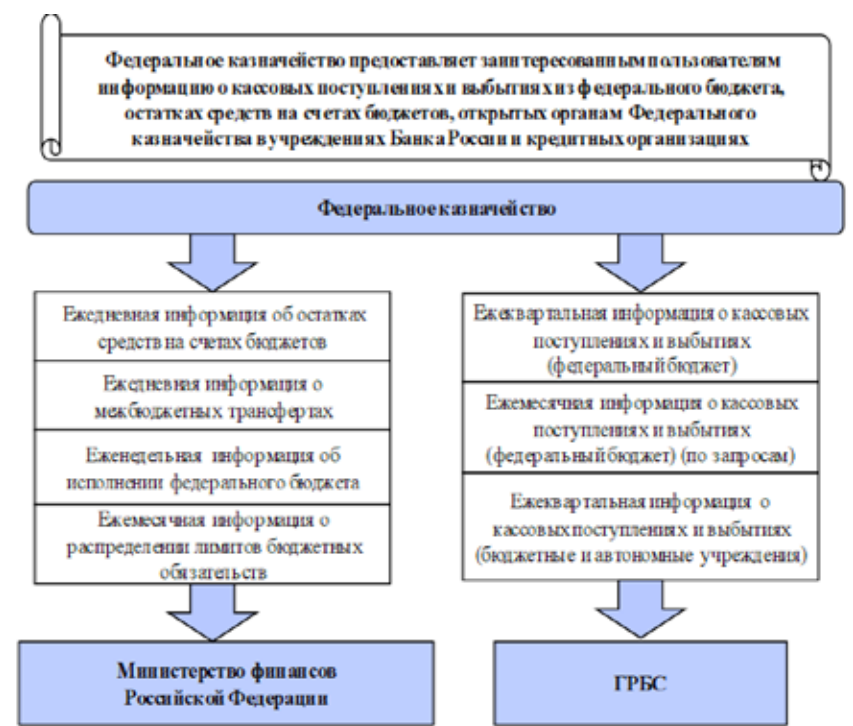 Федеральное казначейство предоставляет заинтересованным пользователям
информацию о кассовых поступлениях и выбытиях из федерального бюджета,
остатках средств на счетах бюджетов, открытых органам Федерального
казначейства в учреждениях Банка России и кредитных организациях
Федеральное казначейство
Ежедневная информация об остатках
средств на счетах бюджетов
Ежедневная информация о
межбюджетных трансфертах
Еженедельная информация об
исполнении федерального бюджета
Ежемесячная информация о
распределении лимитов бюджетных
обязательств
Министерство финансов
Российской Федерации
Ежеквартальная информация о кассовых
поступлениях и выбытиях
(федеральный бюджет)
Ежемесячная информация о кассовых
поступлениях и выбытиях
(федеральный бюджет) (по запросам)
Ежеквартальная информация о
кассовых поступлениях и выбытиях
(бюджетные и автономные учреждения)
ГРБС